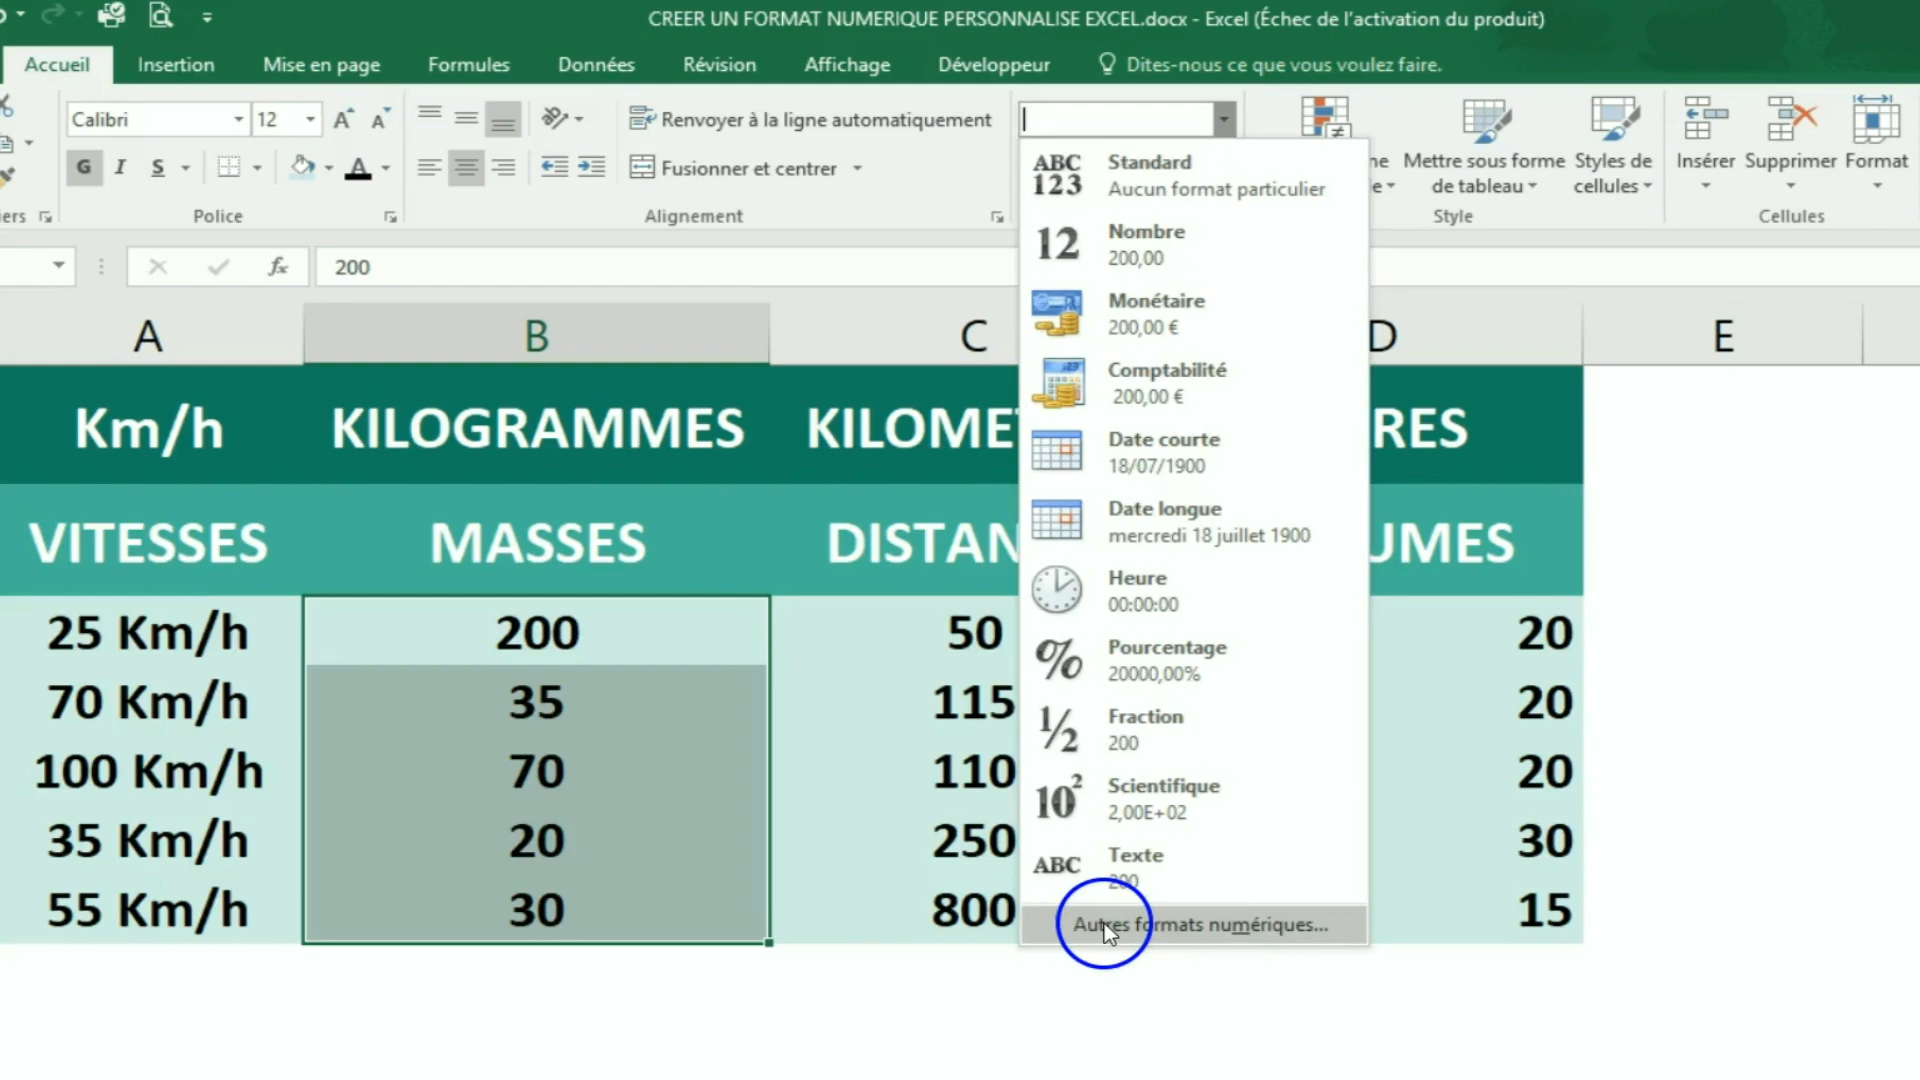 CREER UN FORMAT NUMERIQUE PERSONNALISE EXCEL.docx - Excel (Échec de l'activation du produit)
Accueil Insertion Mise en page Formules Données Révision Affichage Développeur Dites-nous ce que vous voulez faire.
Calibri 12 A A Renvoyer à la ligne automatiquement
G I S A Fusionner et centrer
ne Mettre sous forme Styles de Insérer Supprimer Format
e de tableau cellules
iers Police Alignement Style Cellules
fx 200
ABC 123 Standard
Aucun format particulier
12 Nombre
200,00
Monétaire
200,00 €
Comptabilité
200,00 €
Date courte
18/07/1900
Date longue
mercredi 18 juillet 1900
Heure
00:00:00
% Pourcentage
20000,00%
½ Fraction
200
10² Scientifique
2,00E+02
ABC Texte
200
Autres formats numériques...
A B C D E
Km/h KILOGRAMMES KILOME RES
VITESSES MASSES DISTAN UMES
25 Km/h 200 50 20
70 Km/h 35 115 20
100 Km/h 70 110 20
35 Km/h 20 250 30
55 Km/h 30 800 15